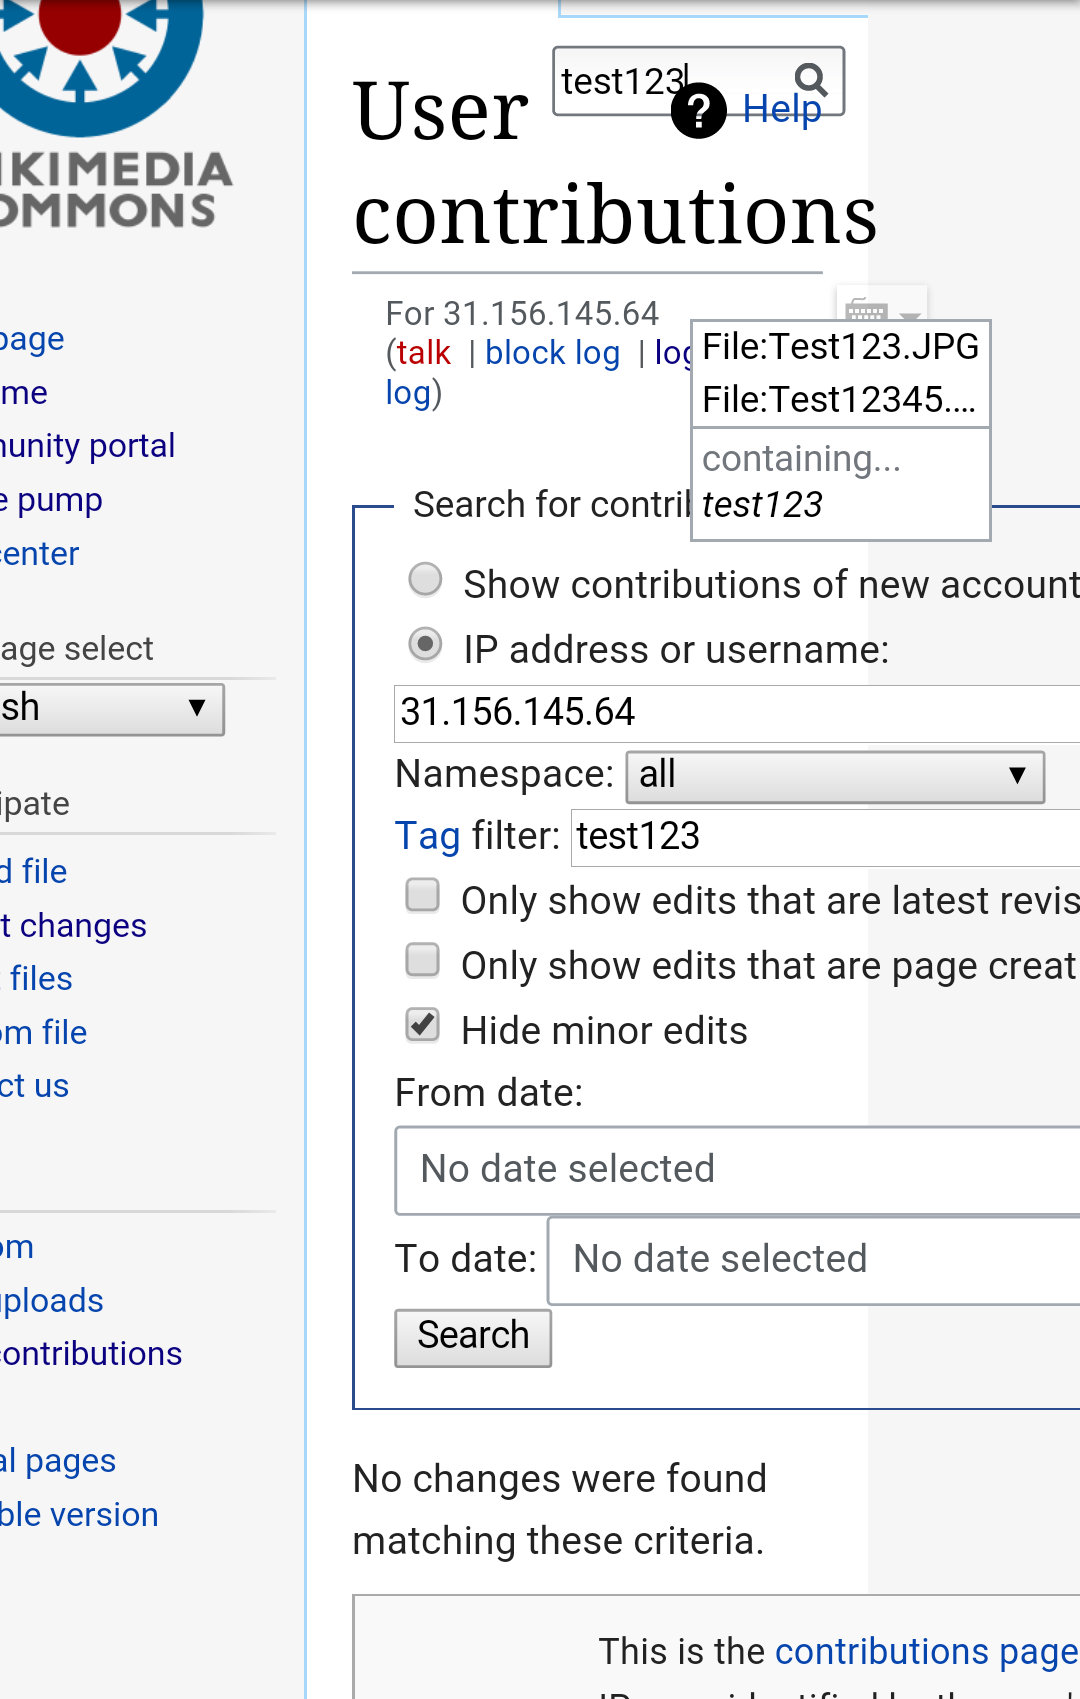 IKIMEDIA
OMMONS
page
me
unity portal
e pump
center
age select
sh
ipate
d file
t changes
files
om file
ct us
om
uploads
contributions
al pages
ble version
test123
Help
User
contributions
For 31.156.145.64
(talk | block log | log
log)
File:Test123.JPG
File:Test12345....
containing...
test123
Search for contrib
Show contributions of new account
IP address or username:
31.156.145.64
Namespace: all
Tag filter: test123
Only show edits that are latest revis
Only show edits that are page creat
Hide minor edits
From date:
No date selected
To date: No date selected
Search
No changes were found
matching these criteria.
This is the contributions page